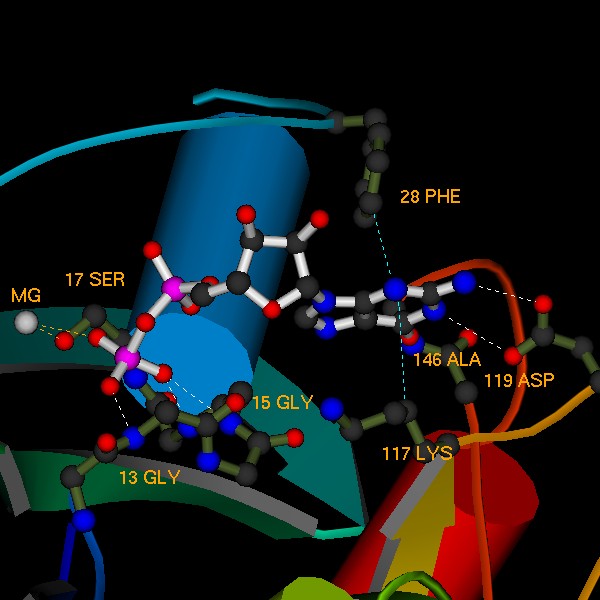 28 PHE
17 SER
MG
146 ALA
119 ASP
15 GLY
117 LYS
13 GLY